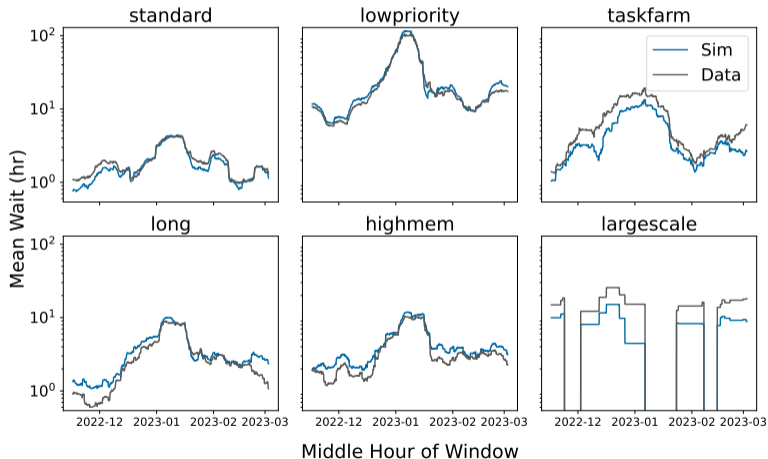 standard
lowpriority
taskfarm
Mean Wait (hr)
10²
10¹
10⁰
Sim
Data
long
highmem
largescale
10²
10¹
10⁰
2022-12 2023-01 2023-02 2023-03
2022-12 2023-01 2023-02 2023-03
2022-12 2023-01 2023-02 2023-03
Middle Hour of Window